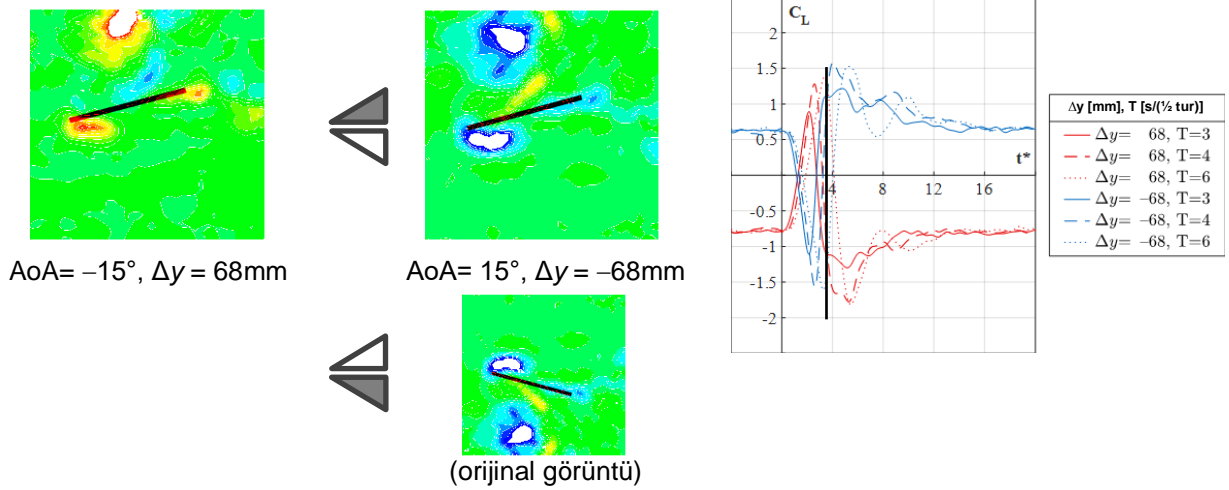 AoA= −15°, Δy = 68mm
AoA= 15°, Δy = −68mm
(orijinal görüntü)
C_L
2
1.5
1
0.5
t*
4
8
12
16
-0.5
-1
-1.5
-2
Δy [mm], T [s/(½ tur)]
Δy= 68, T=3
Δy= 68, T=4
Δy= 68, T=6
Δy= −68, T=3
Δy= −68, T=4
Δy= −68, T=6